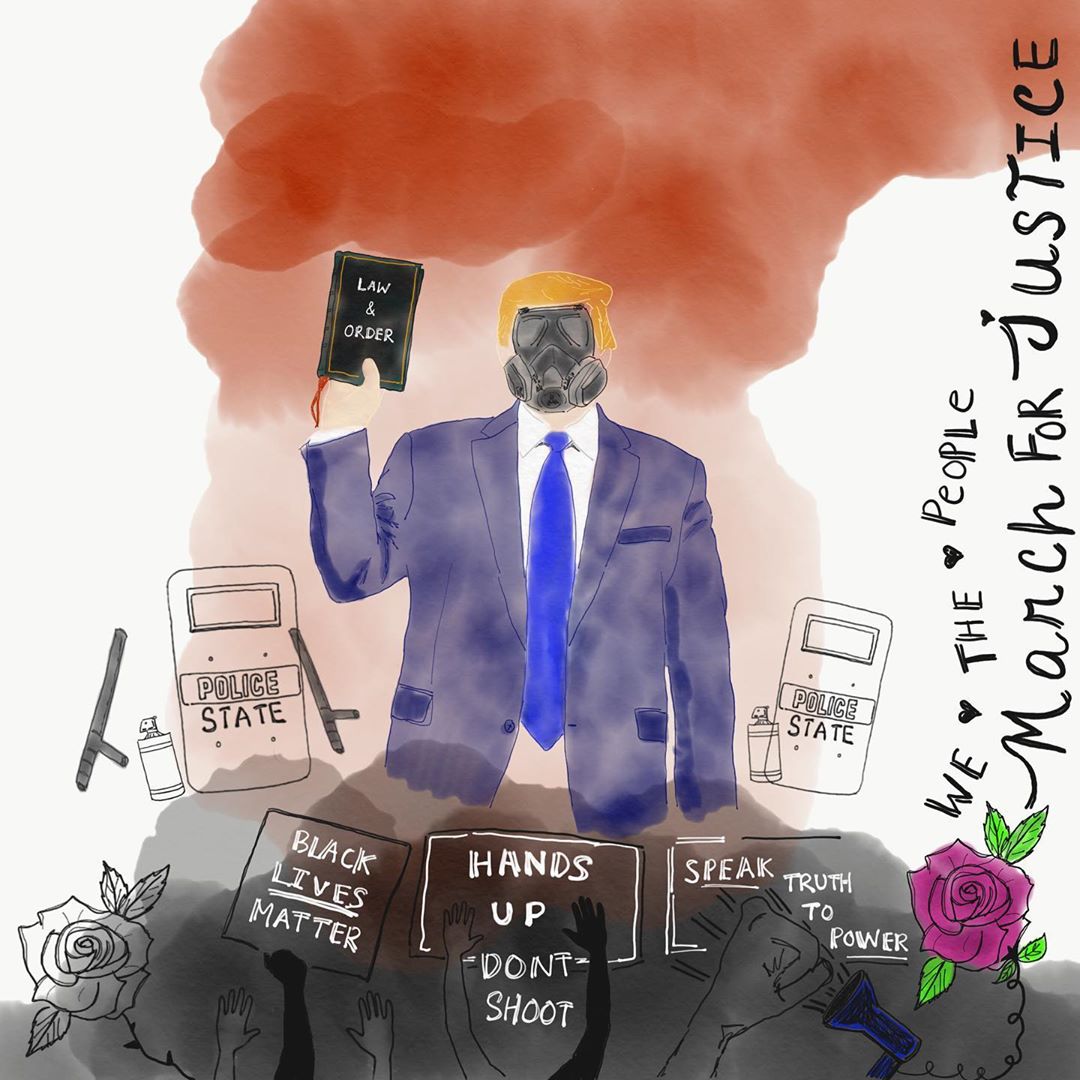 LAW
&
ORDER
WE THE PEOPLE
March For JUSTICE
POLICE
STATE
POLICE
STATE
BLACK
LIVES
MATTER
HANDS
UP
DONT
SHOOT
SPEAK
TRUTH
TO
POWER